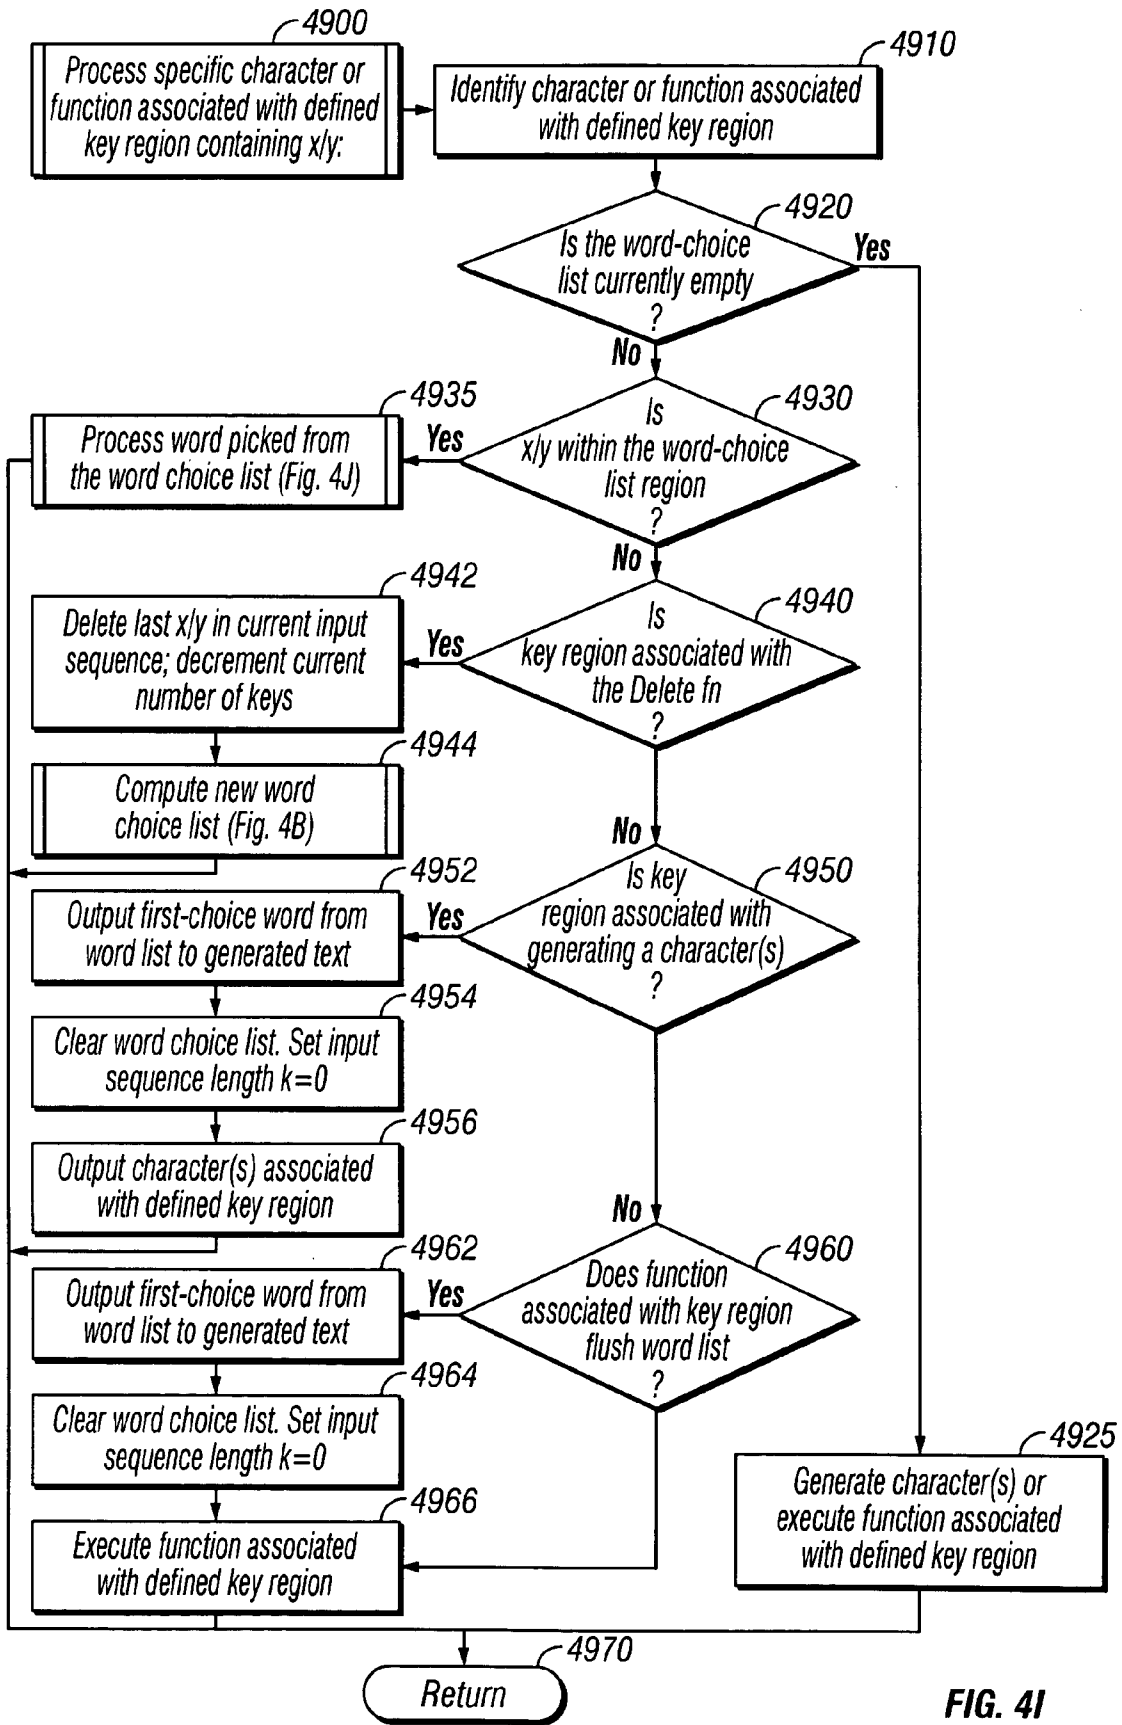 4900
Process specific character or
function associated with defined
key region containing x/y:
4910
Identify character or function associated
with defined key region
4920
Is the word-choice
list currently empty
?
Yes
No
4930
Is
x/y within the word-choice
list region
?
Yes
4935
Process word picked from
the word choice list (Fig. 4J)
No
4940
Is
key region associated with
the Delete fn
?
Yes
4942
Delete last x/y in current input
sequence; decrement current
number of keys
4944
Compute new word
choice list (Fig. 4B)
No
4950
Is key
region associated with
generating a character(s)
?
Yes
4952
Output first-choice word from
word list to generated text
4954
Clear word choice list. Set input
sequence length k=0
4956
Output character(s) associated
with defined key region
No
4960
Does function
associated with key region
flush word list
?
Yes
4962
Output first-choice word from
word list to generated text
4964
Clear word choice list. Set input
sequence length k=0
4966
Execute function associated
with defined key region
4925
Generate character(s) or
execute function associated
with defined key region
4970
Return
FIG. 4I